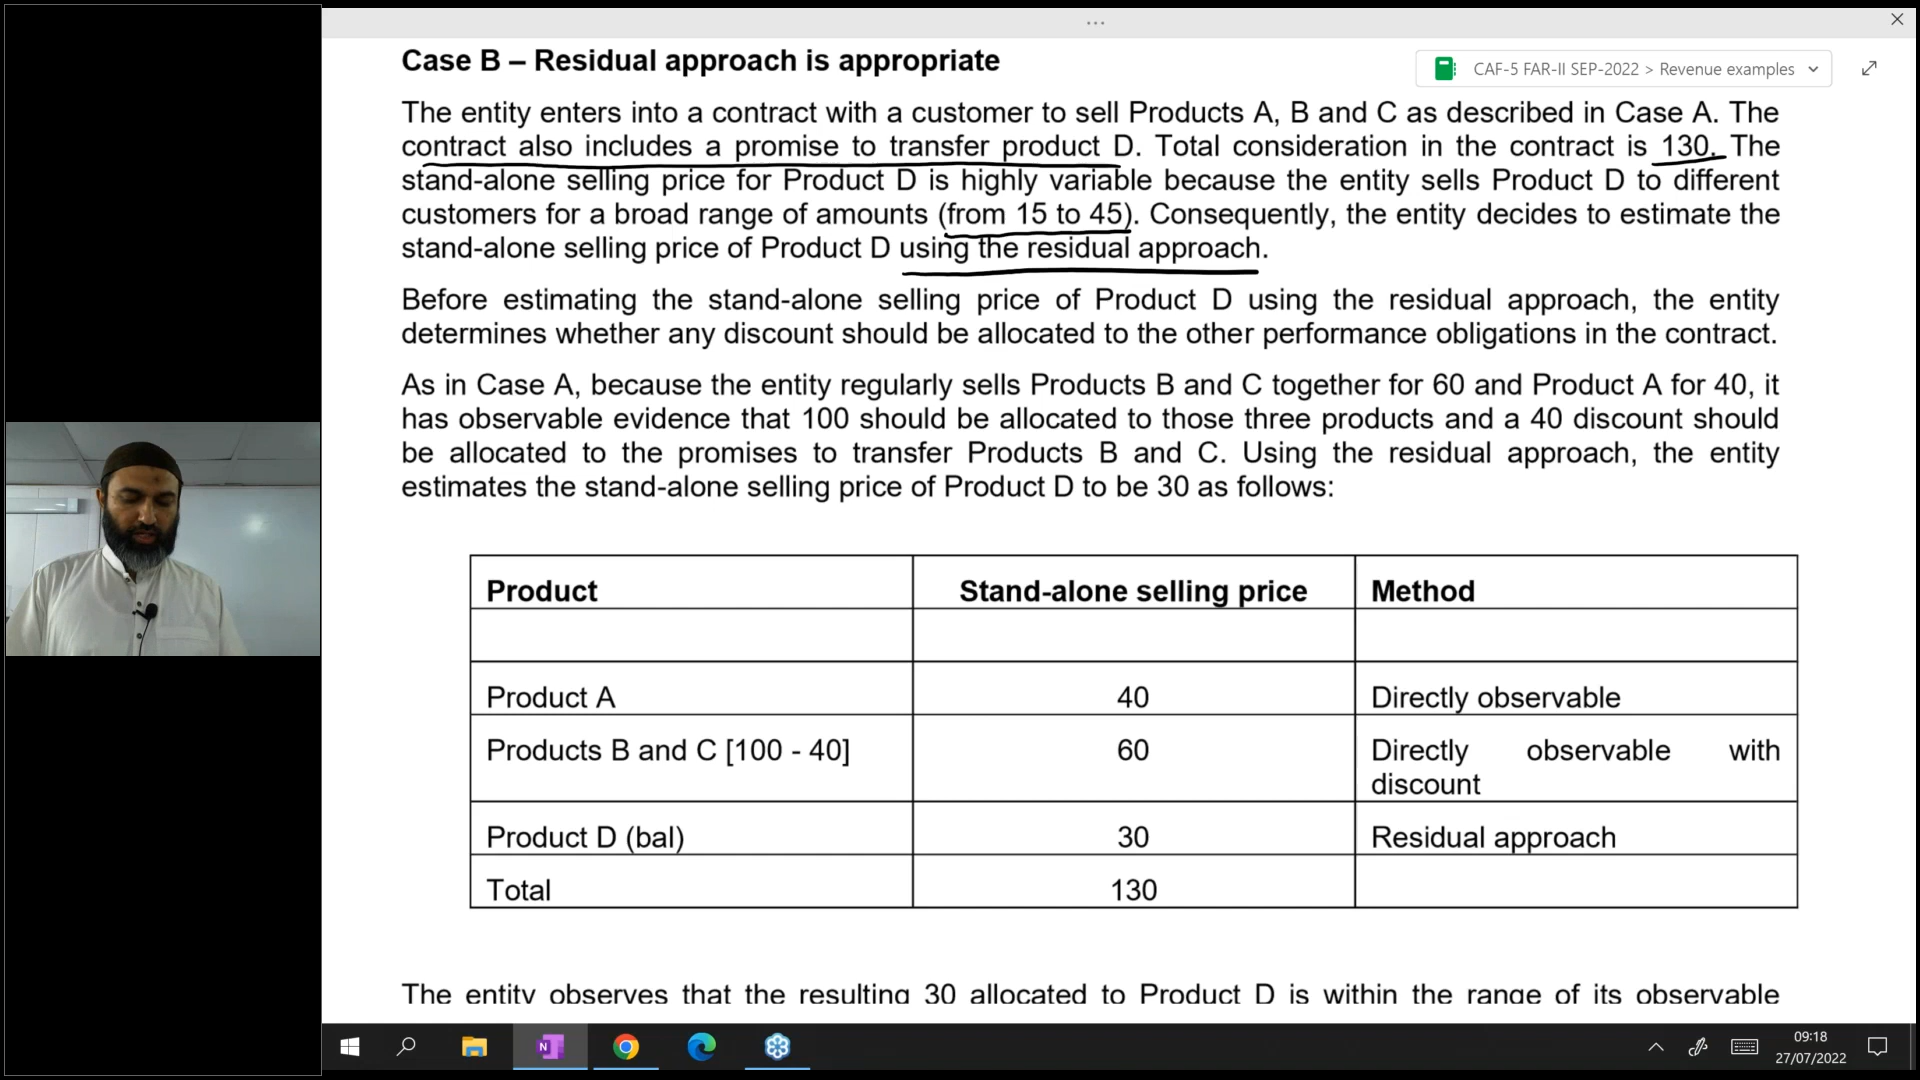 Case B – Residual approach is appropriate
CAF-5 FAR-II SEP-2022 > Revenue examples
The entity enters into a contract with a customer to sell Products A, B and C as described in Case A. The
contract also includes a promise to transfer product D. Total consideration in the contract is 130. The
stand-alone selling price for Product D is highly variable because the entity sells Product D to different
customers for a broad range of amounts (from 15 to 45). Consequently, the entity decides to estimate the
stand-alone selling price of Product D using the residual approach.
Before estimating the stand-alone selling price of Product D using the residual approach, the entity
determines whether any discount should be allocated to the other performance obligations in the contract.
As in Case A, because the entity regularly sells Products B and C together for 60 and Product A for 40, it
has observable evidence that 100 should be allocated to those three products and a 40 discount should
be allocated to the promises to transfer Products B and C. Using the residual approach, the entity
estimates the stand-alone selling price of Product D to be 30 as follows:
Product Stand-alone selling price Method
Product A 40 Directly observable
Products B and C [100 - 40] 60 Directly observable with
discount
Product D (bal) 30 Residual approach
Total 130
The entity observes that the resulting 30 allocated to Product D is within the range of its observable
09:18
27/07/2022